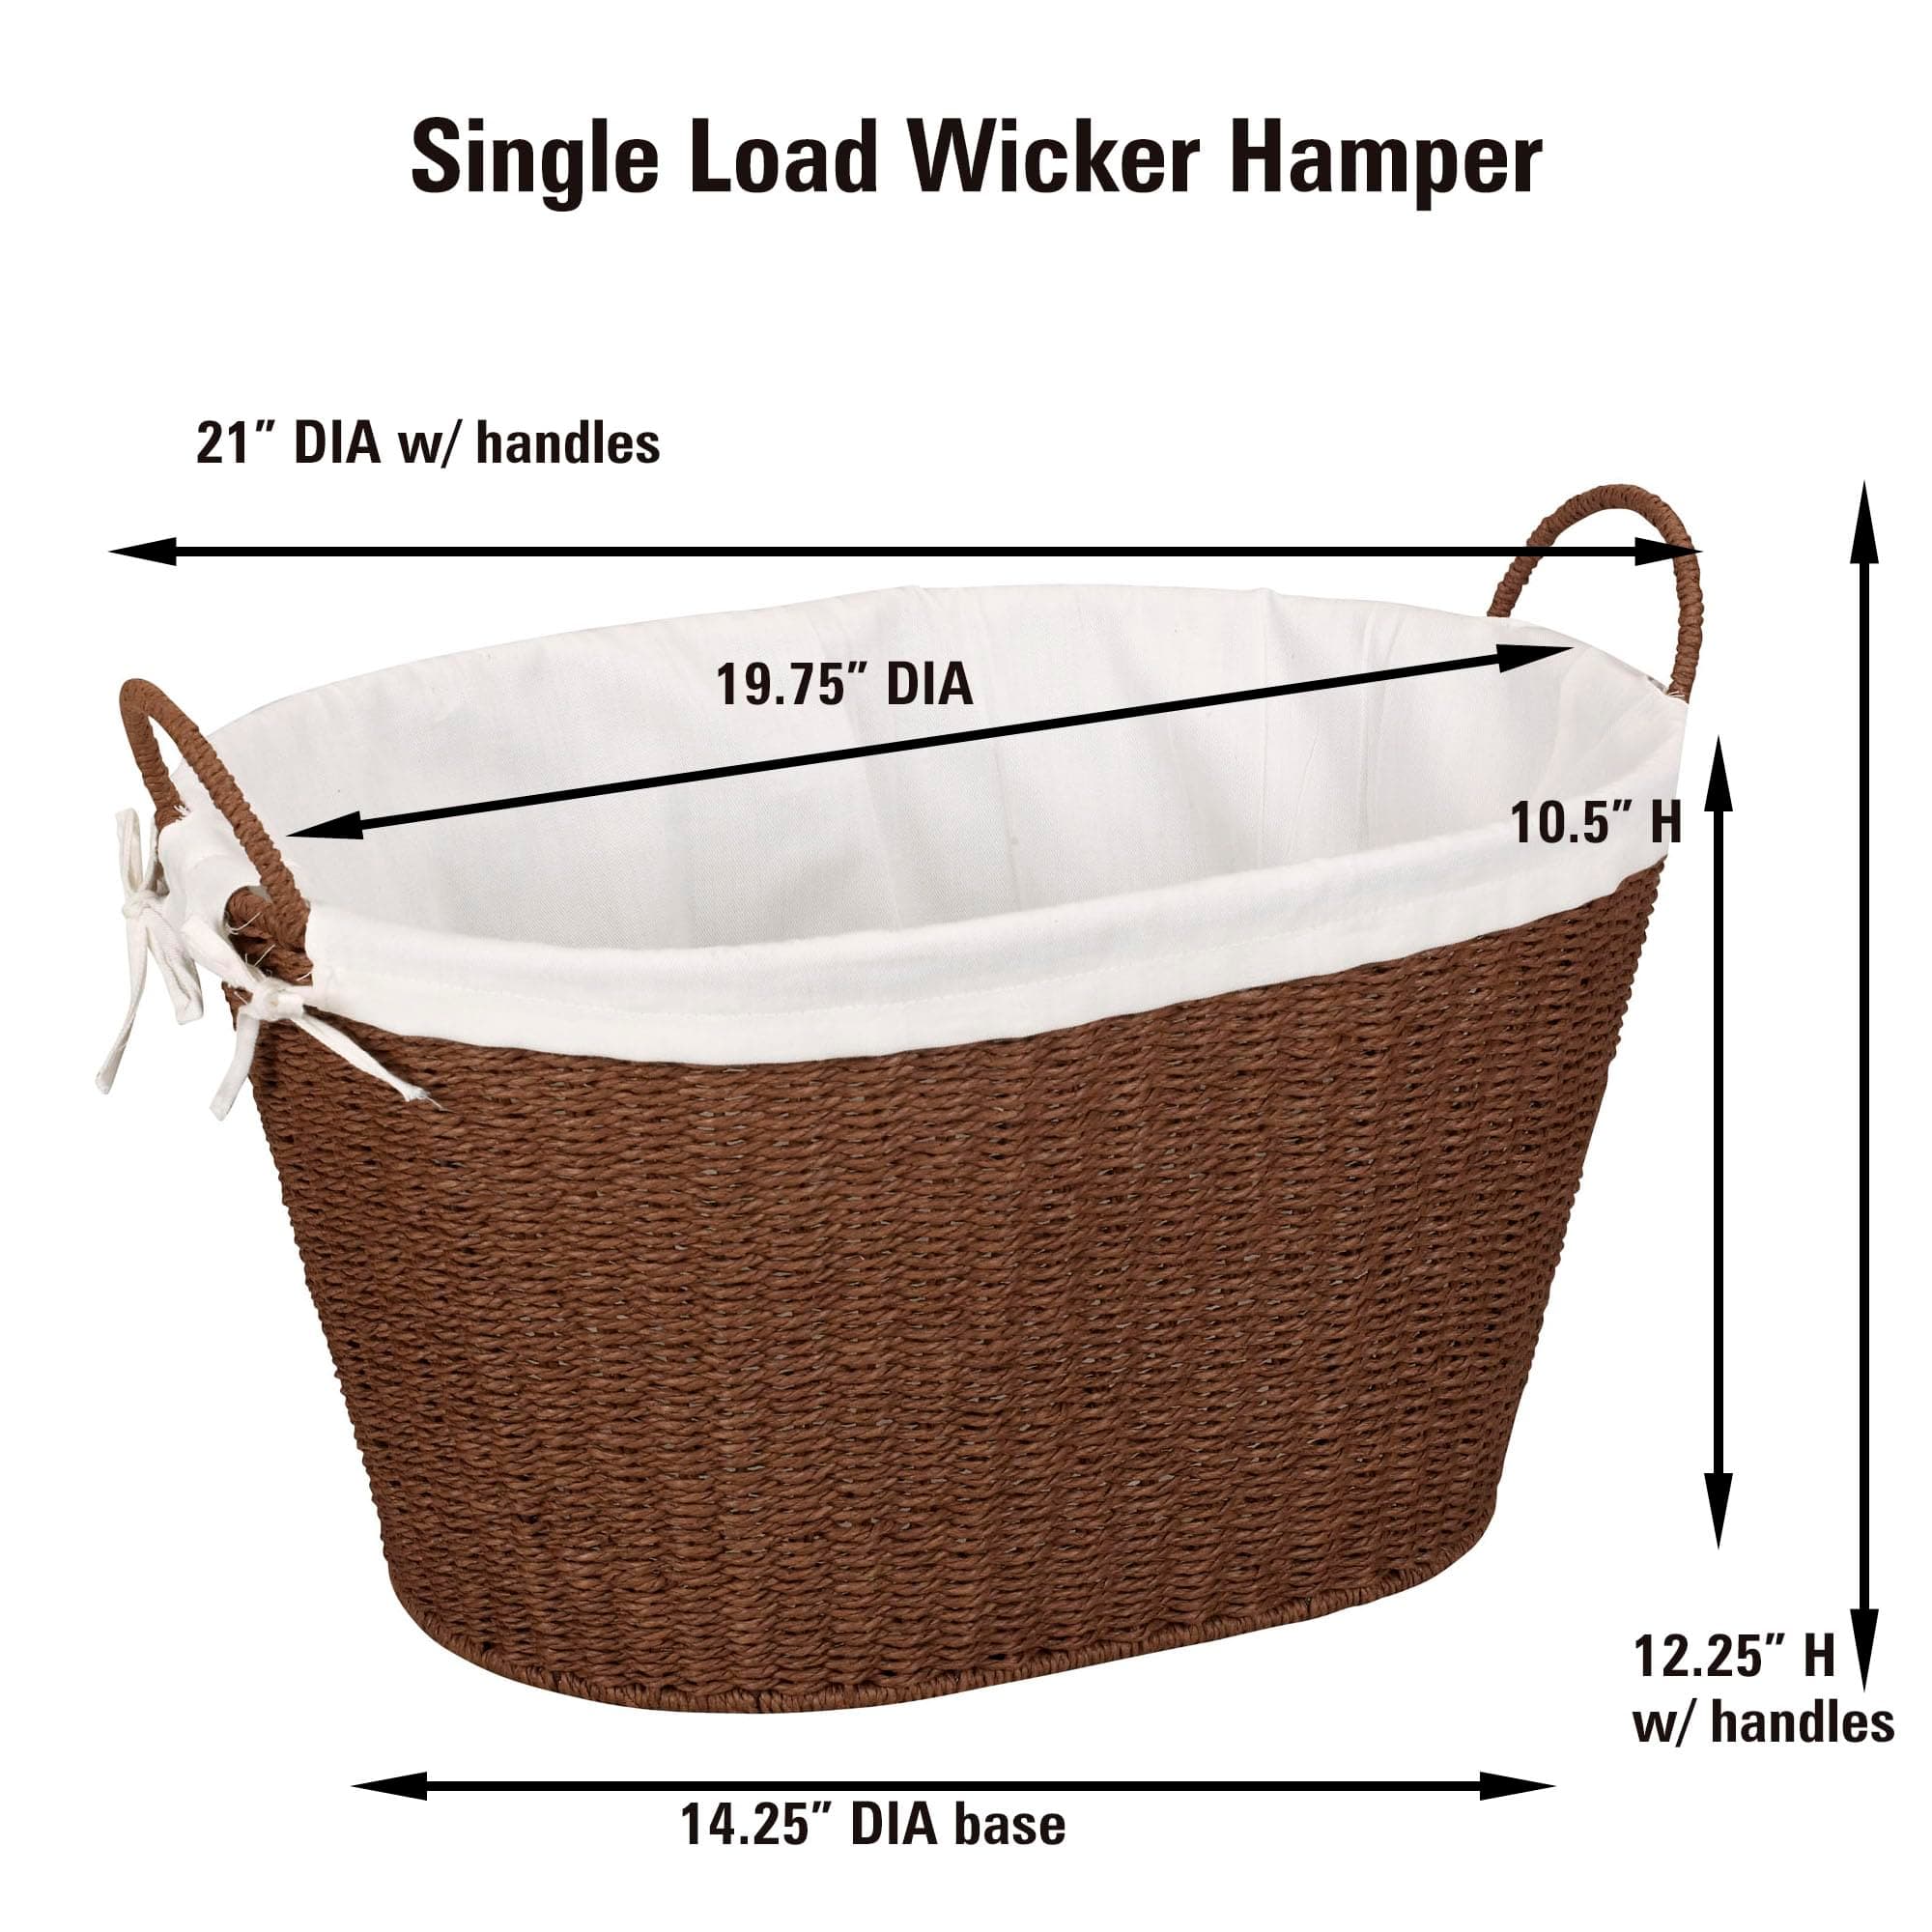 Single Load Wicker Hamper
21” DIA w/ handles
19.75” DIA
10.5” H
12.25” H
w/ handles
14.25” DIA base